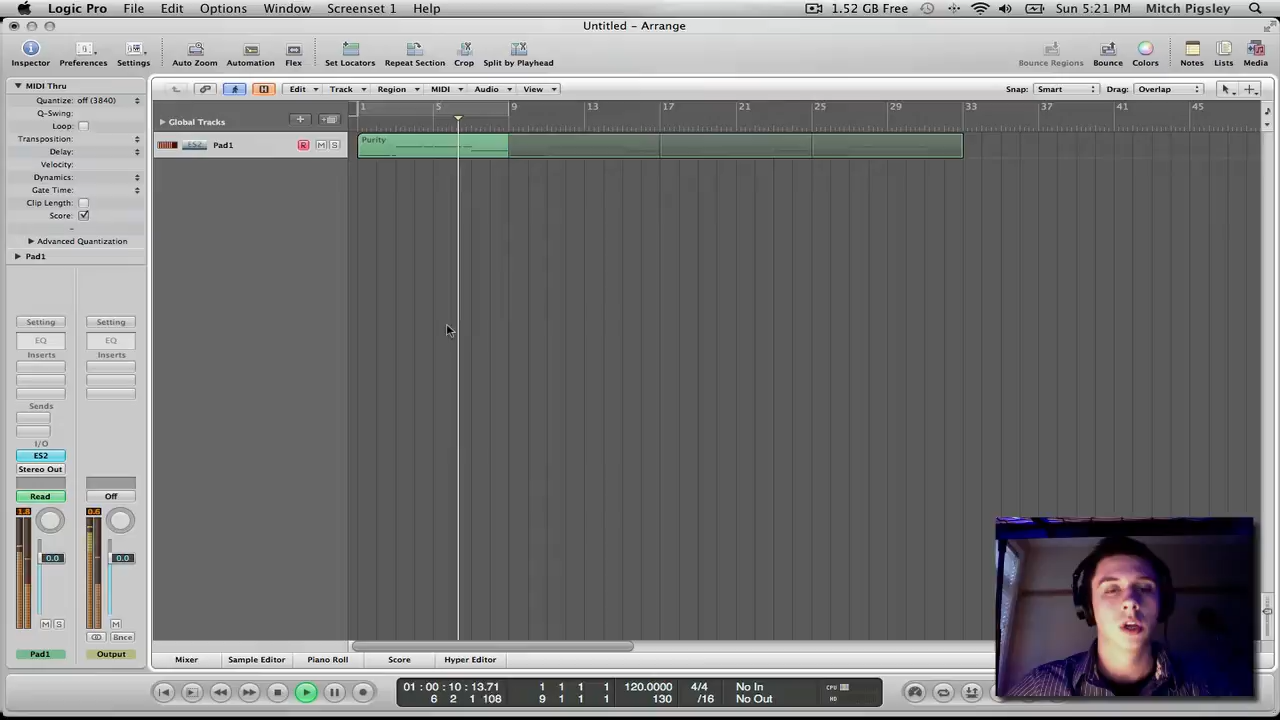 Logic Pro File Edit Options Window Screenset 1 Help 1.52 GB Free Sun 5:21 PM Mitch Pigsley
Untitled – Arrange
Inspector Preferences Settings Auto Zoom Automation Flex Set Locators Repeat Section Crop Split by Playhead Bounce Regions Bounce Colors Notes Lists Media
MIDI Thru
Edit Track Region MIDI Audio View Snap: Smart Drag: Overlap
Quantize: off (3840)
Q-Swing:
Loop:
Transposition:
Delay:
Velocity:
Dynamics:
Gate Time:
Clip Length:
Score:
-
Advanced Quantization
Pad1
1 5 9 13 17 21 25 29 33 37 41 45
Global Tracks
ES2 Pad1 R M S
Purity
Setting Setting
EQ EQ
Inserts Inserts
Sends
I/O
ES2
Stereo Out
Read Off
1.8 0.6
0.0 0.0
M S M
Bnce
Pad1 Output
Mixer Sample Editor Piano Roll Score Hyper Editor
01 : 00 : 10 : 13.71 1 1 1 1 120.0000 4/4 No In CPU
6 2 1 108 9 1 1 1 130 /16 No Out HD